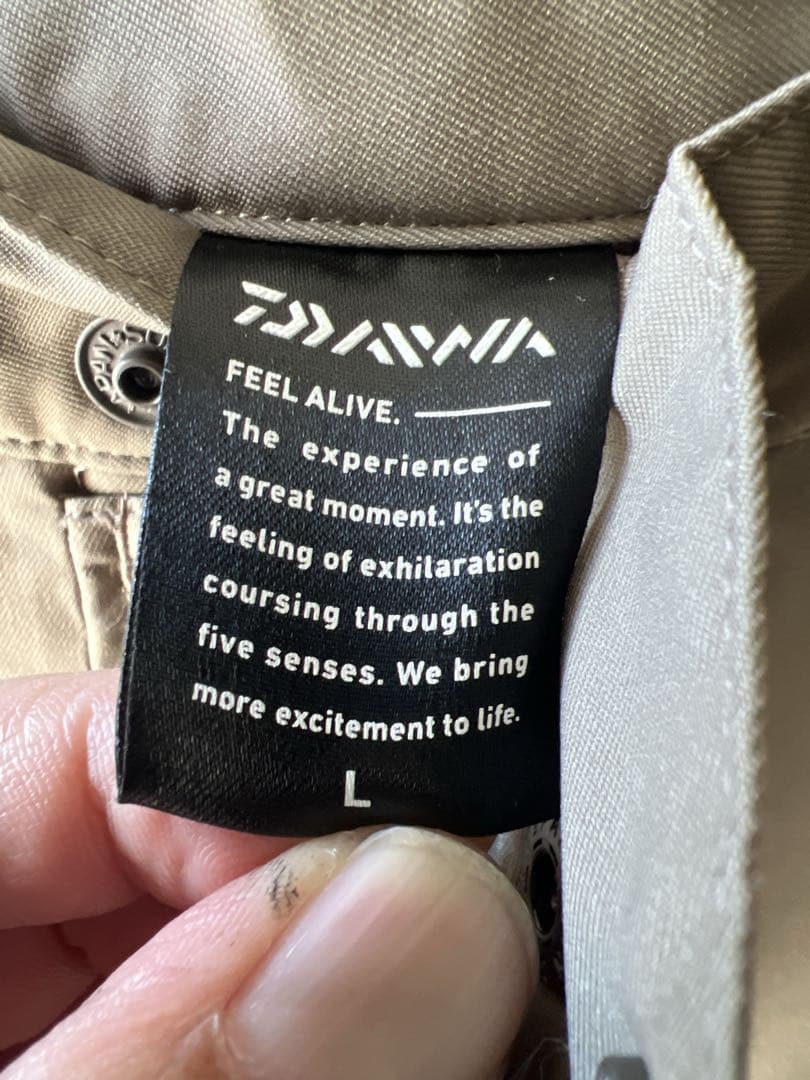 DAIWA
FEEL ALIVE.
The experience of
a great moment. It's the
feeling of exhilaration
coursing through the
five senses. We bring
more excitement to life.
L